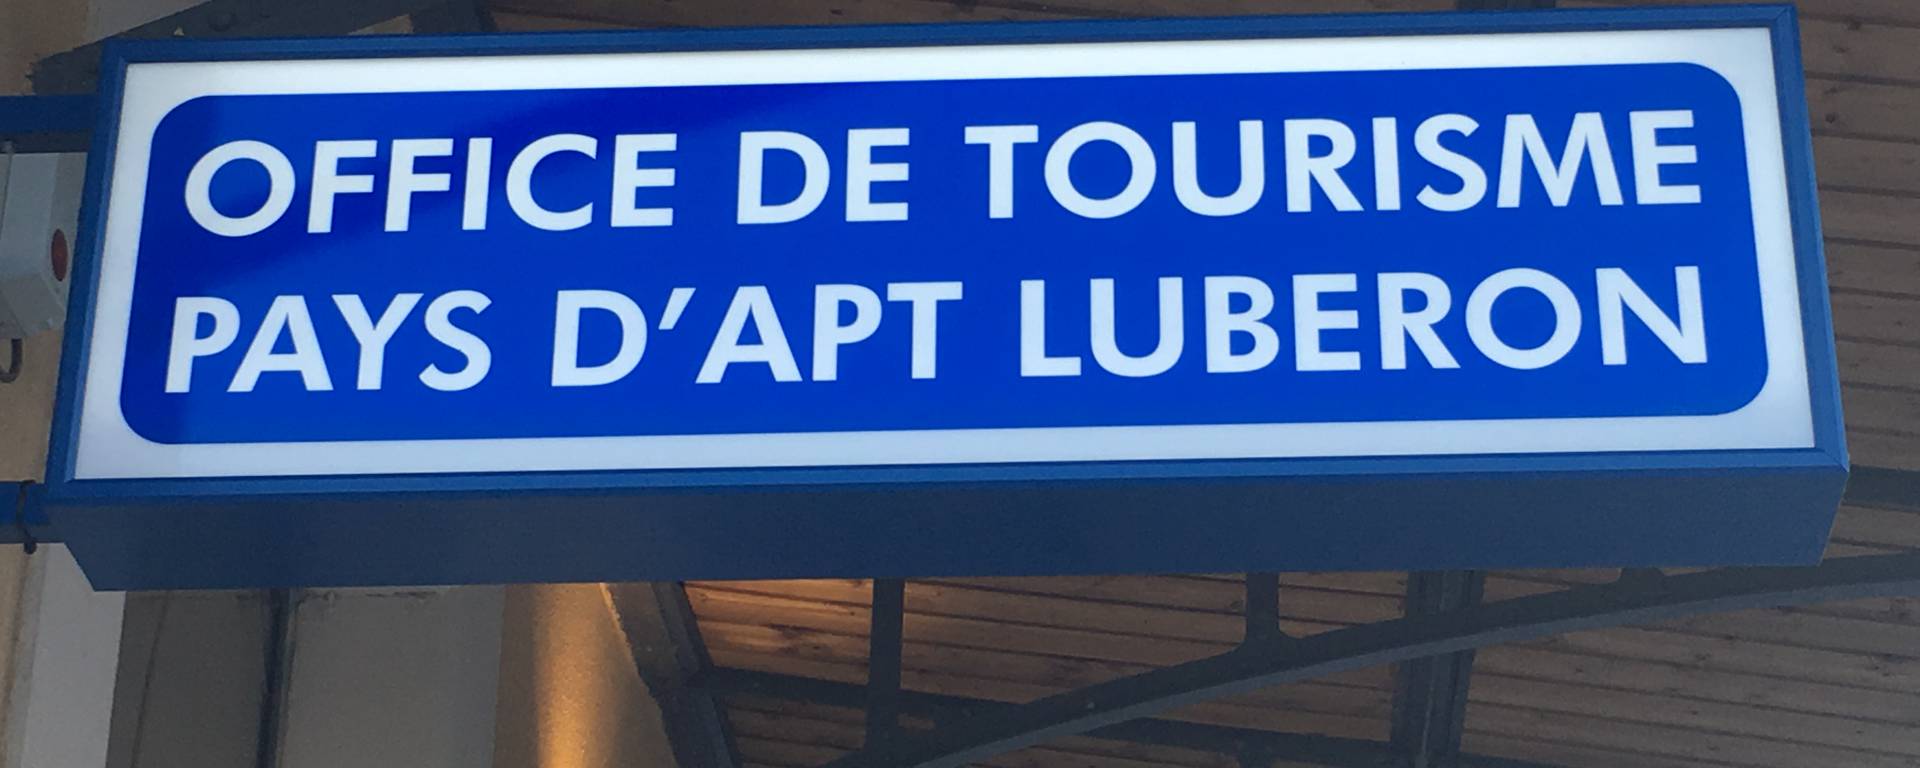 OFFICE DE TOURISME
PAYS D’APT LUBERON